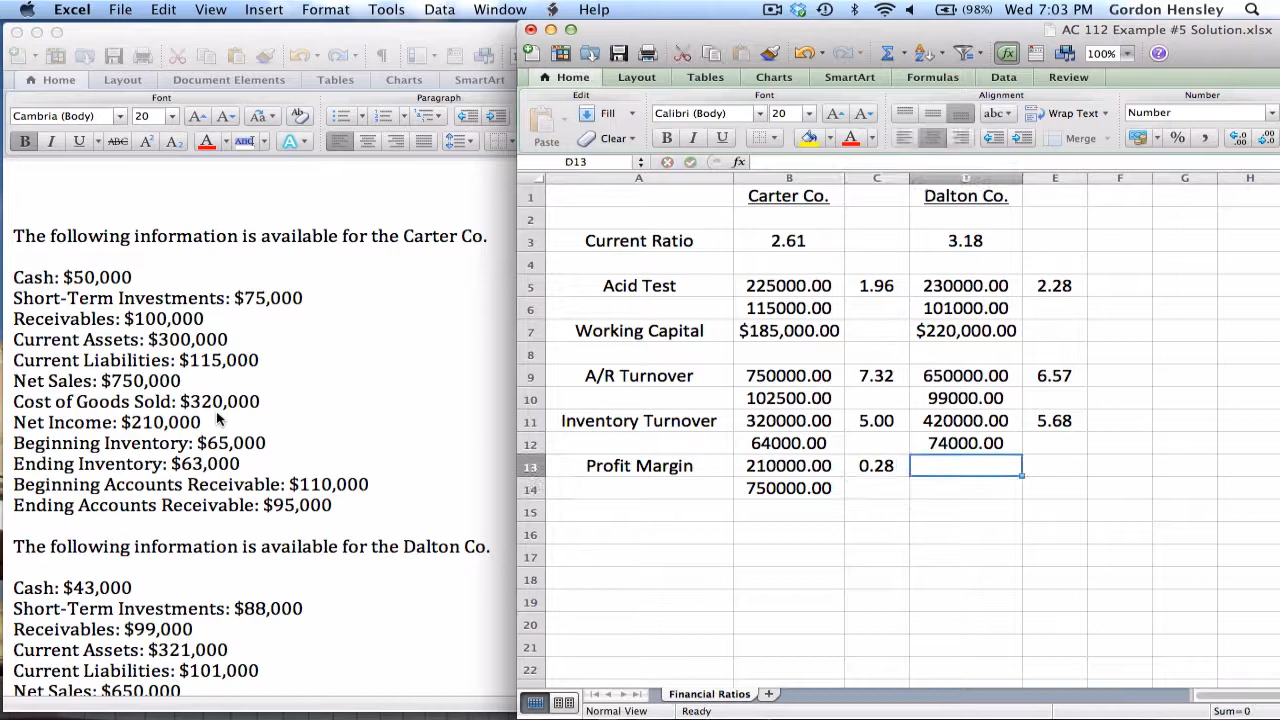 Excel File Edit View Insert Format Tools Data Window Help (98%) Wed 7:03 PM Gordon Hensley
AC 112 Example #5 Solution.xlsx
100%
Home Layout Document Elements Tables Charts SmartArt
Home Layout Tables Charts SmartArt Formulas Data Review
Font Paragraph
Edit Font Alignment Number
Cambria (Body) 20 A A Aa Ab
Paste Fill Calibri (Body) 20 A A abc Wrap Text Number
B I U ABC A² A₂ A ABC A
Clear B I U A Merge % ,
D13 fx
A B C D E F G H
1 Carter Co. Dalton Co.
2
3 Current Ratio 2.61 3.18
4
5 Acid Test 225000.00 1.96 230000.00 2.28
6 115000.00 101000.00
7 Working Capital $185,000.00 $220,000.00
8
9 A/R Turnover 750000.00 7.32 650000.00 6.57
10 102500.00 99000.00
11 Inventory Turnover 320000.00 5.00 420000.00 5.68
12 64000.00 74000.00
13 Profit Margin 210000.00 0.28
14 750000.00
15
16
17
18
19
20
21
22
The following information is available for the Carter Co.
Cash: $50,000
Short-Term Investments: $75,000
Receivables: $100,000
Current Assets: $300,000
Current Liabilities: $115,000
Net Sales: $750,000
Cost of Goods Sold: $320,000
Net Income: $210,000
Beginning Inventory: $65,000
Ending Inventory: $63,000
Beginning Accounts Receivable: $110,000
Ending Accounts Receivable: $95,000
The following information is available for the Dalton Co.
Cash: $43,000
Short-Term Investments: $88,000
Receivables: $99,000
Current Assets: $321,000
Current Liabilities: $101,000
Net Sales: $650,000
Financial Ratios
Normal View Ready Sum=0